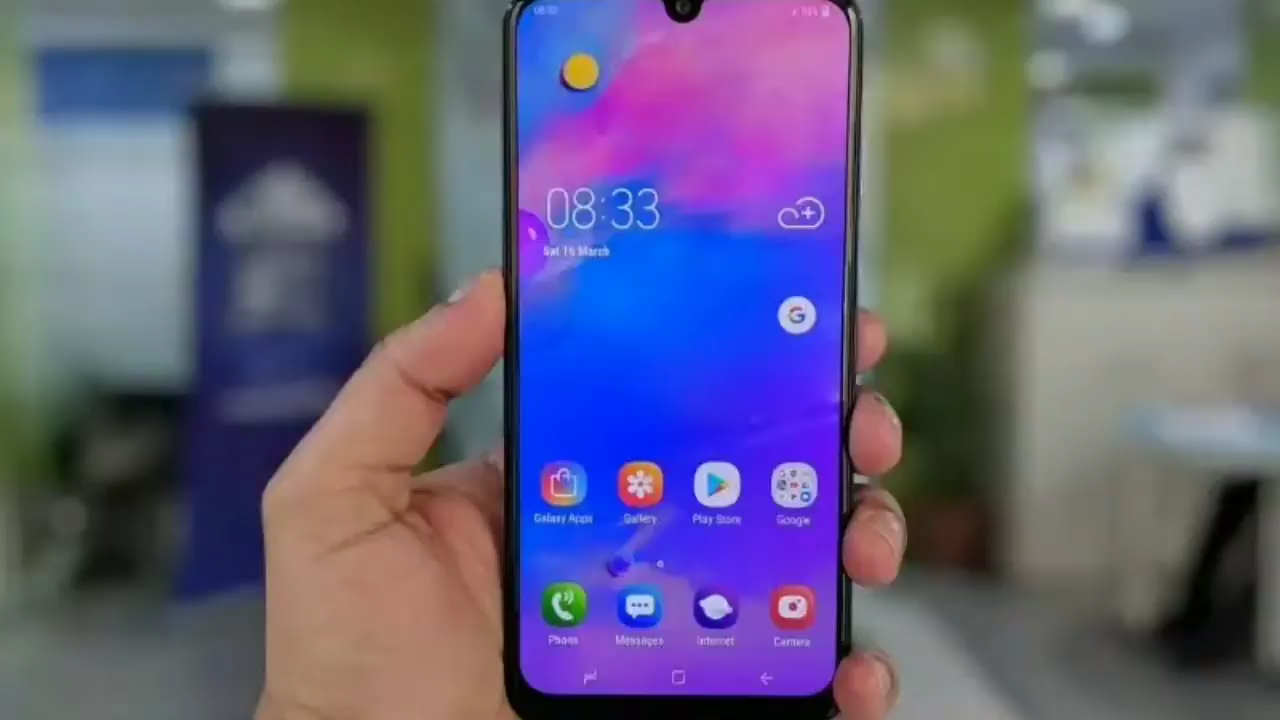 08:33
Sat 16 March
G
Galaxy Apps Gallery Play Store Google
Phone Messages Internet Camera